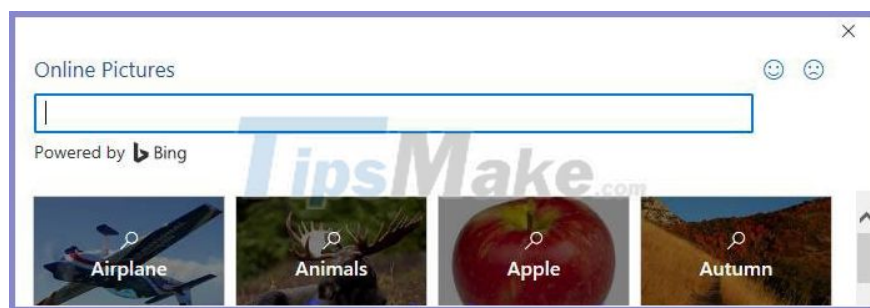 Online Pictures
Powered by Bing
TipsMake.com
Airplane Animals Apple Autumn